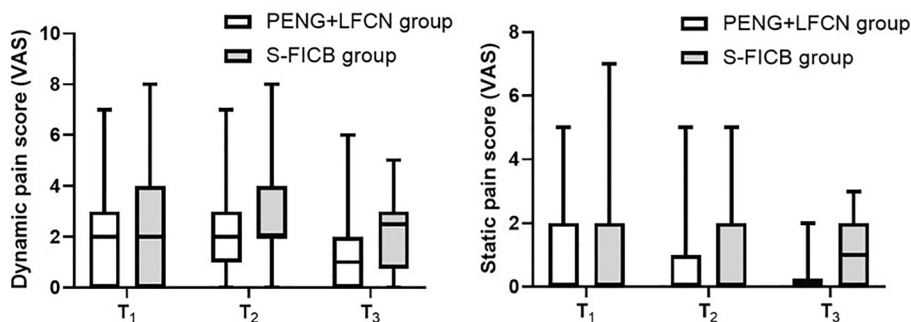 PENG+LFCN group
S-FICB group
Dynamic pain score (VAS)
10
8
6
4
2
0
T1
T2
T3
PENG+LFCN group
S-FICB group
Static pain score (VAS)
8
6
4
2
0
T1
T2
T3